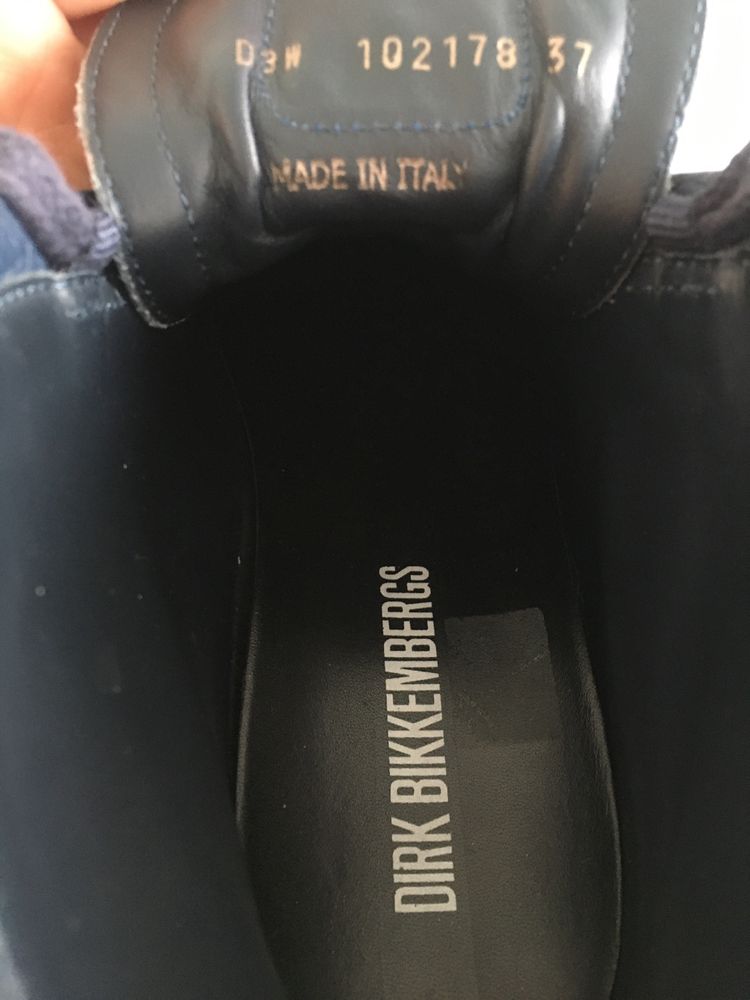 D3W 102178 37
MADE IN ITALY
DIRK BIKKEMBERGS